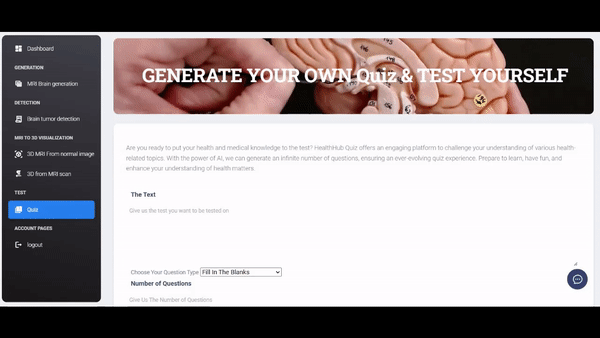 Dashboard
GENERATION
MRI Brain generation
DETECTION
Brain tumor detection
MRI TO 3D VISUALIZATION
3D MRI From normal image
3D from MRI scan
TEST
Quiz
ACCOUNT PAGES
logout
GENERATE YOUR OWN Quiz & TEST YOURSELF
Are you ready to put your health and medical knowledge to the test? HealthHub Quiz offers an engaging platform to challenge your understanding of various health-
related topics. With the power of AI, we can generate an infinite number of questions, ensuring an ever evolving quiz experience. Prepare to learn, have fun, and
enhance your understanding of health matters.
The Text
Give us the text you want to be tested on
Choose Your Question Type Fill In The Blanks
Number of Questions
Give Us The Number of Questions